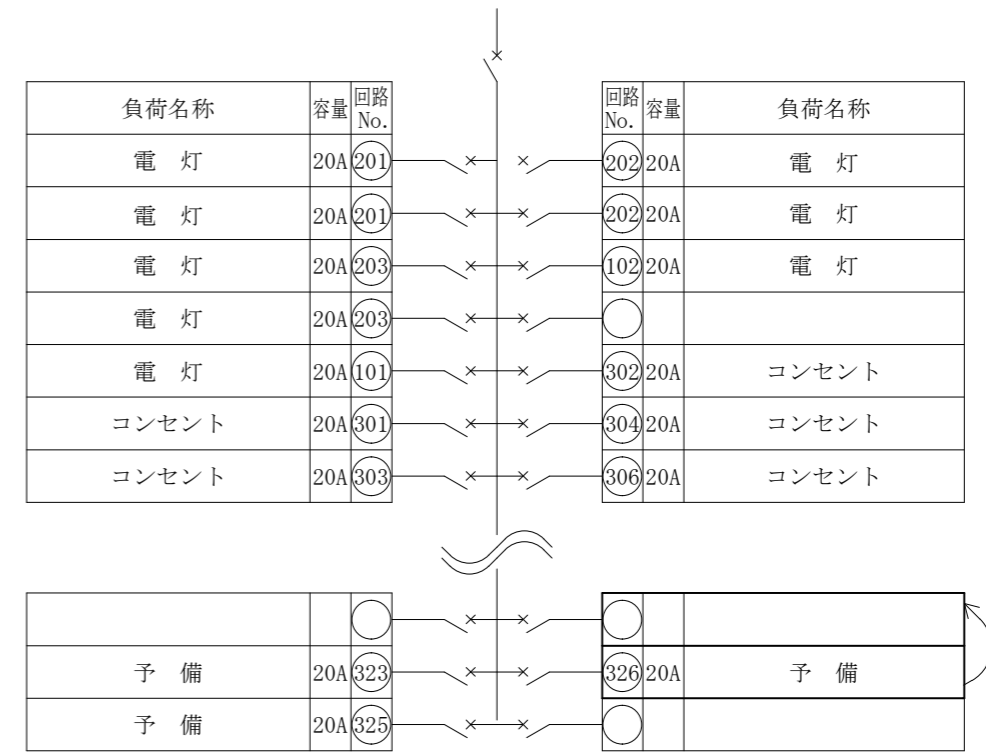 負荷名称 容量 回路No. 回路No. 容量 負荷名称
電 灯 20A 201 202 20A 電 灯
電 灯 20A 201 202 20A 電 灯
電 灯 20A 203 102 20A 電 灯
電 灯 20A 203
電 灯 20A 101 302 20A コンセント
コンセント 20A 301 304 20A コンセント
コンセント 20A 303 306 20A コンセント
予 備 20A 323 326 20A 予 備
予 備 20A 325